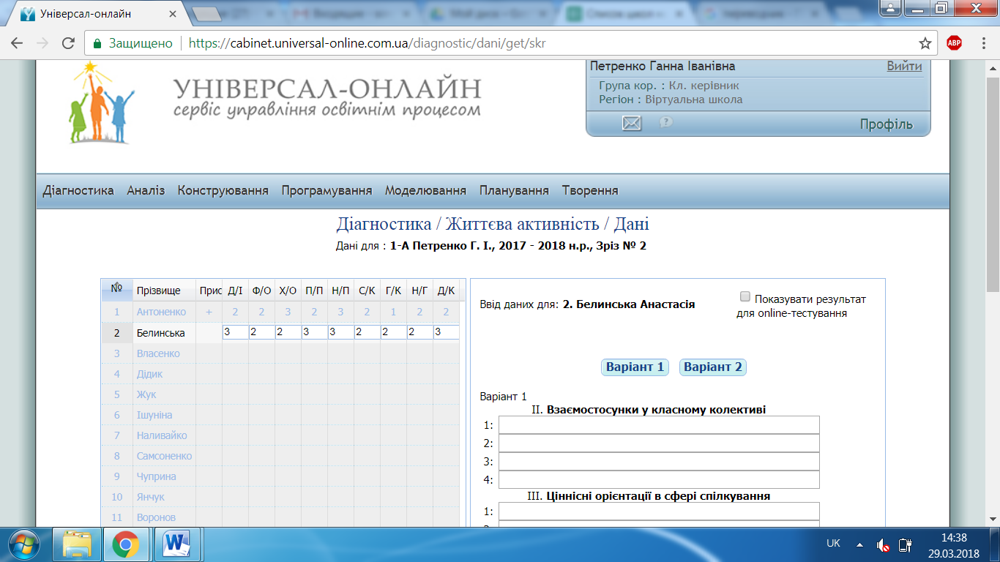 Універсал-онлайн
Защищено
https://cabinet.universal-online.com.ua/diagnostic/dani/get/skr
ABP
УНІВЕРСАЛ-ОНЛАЙН
сервіс управління освітнім процесом
Петренко Ганна Іванівна Вийти
Група кор. : Кл. керівник
Регіон : Віртуальна школа
? Профіль
Діагностика Аналіз Конструювання Програмування Моделювання Планування Творення
Діагностика / Життєва активність / Дані
Дані для : 1-А Петренко Г. І., 2017 - 2018 н.р., Зріз № 2
№ Прізвище Прис Д/І Ф/О Х/О П/П Н/П С/К Г/К Н/Г Д/К
1 Антоненко + 2 2 3 2 3 2 1 2 2
2 Белинська 3 2 2 3 3 2 2 2 3
3 Власенко
4 Дідик
5 Жук
6 Ішуніна
7 Наливайко
8 Самсоненко
9 Чуприна
10 Янчук
11 Воронов
Ввід даних для: 2. Белинська Анастасія
Показувати результат
для online-тестування
Варіант 1 Варіант 2
Варіант 1
II. Взаємостосунки у класному колективі
1:
2:
3:
4:
III. Ціннісні орієнтації в сфері спілкування
1:
W
UK
14:38
29.03.2018